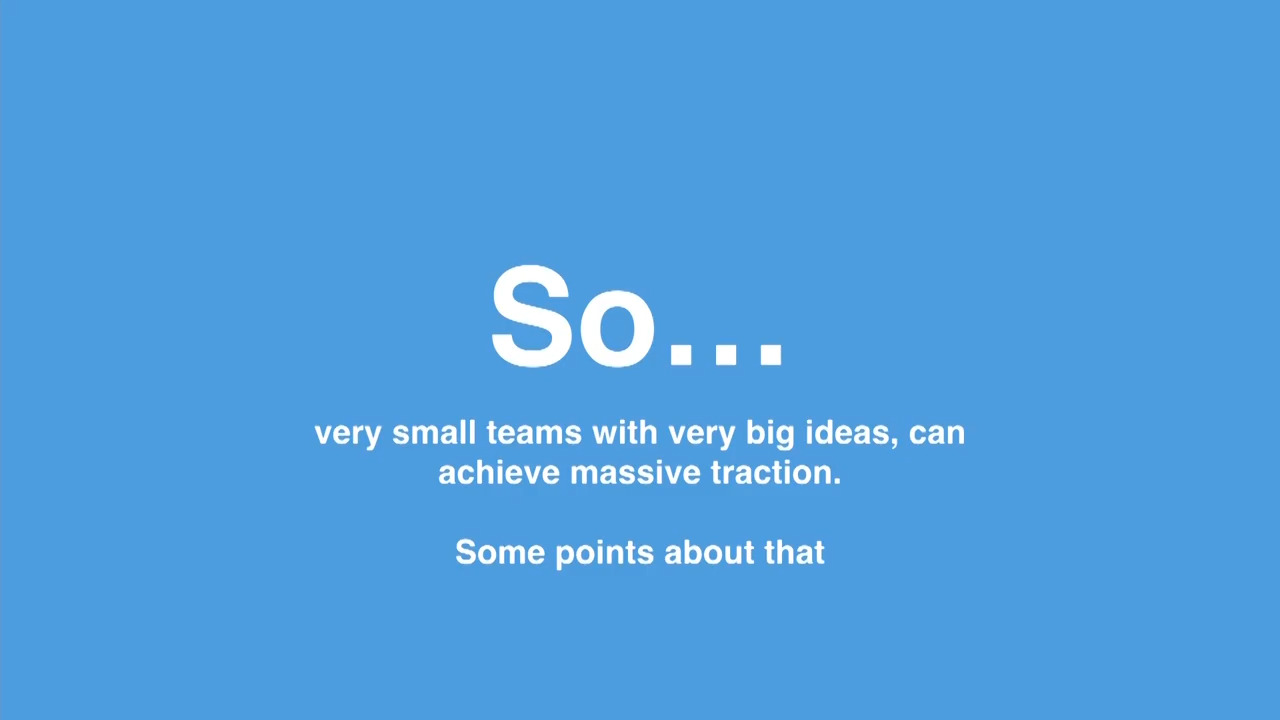 So...
very small teams with very big ideas, can
achieve massive traction.
Some points about that